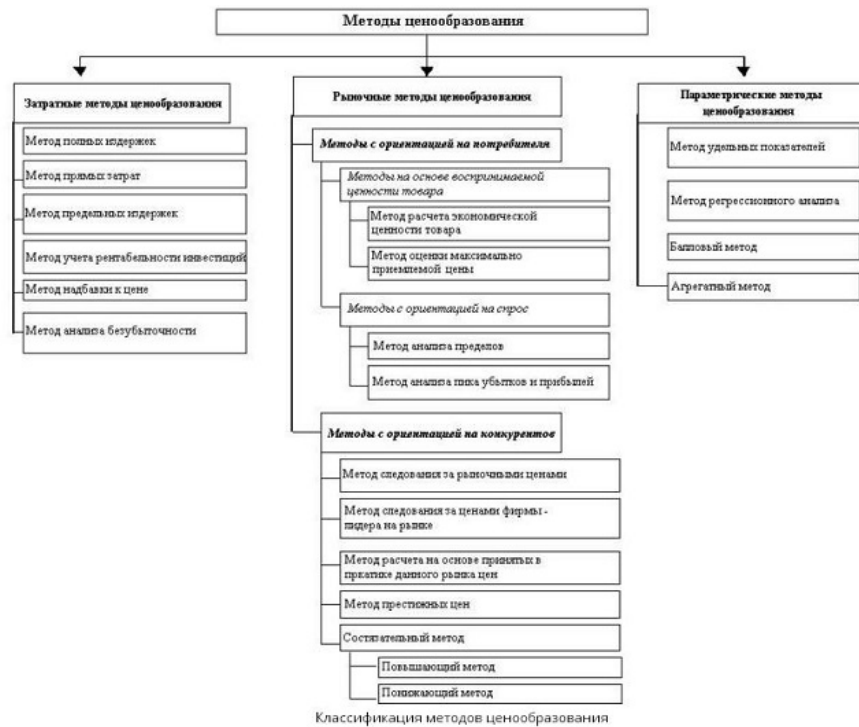 Методы ценообразования
Затратные методы ценообразования
Метод полных издержек
Метод прямых затрат
Метод предельных издержек
Метод учета рентабельности инвестиций
Метод надбавки к цене
Метод анализа безубыточности
Рыночные методы ценообразования
Методы с ориентацией на потребителя
Методы на основе воспринимаемой
ценности товара
Метод расчета экономической
ценности товара
Метод оценки максимально
приемлемой цены
Методы с ориентацией на спрос
Метод анализа пределов
Метод анализа пика убытков и прибылей
Методы с ориентацией на конкурентов
Метод следования за рыночными ценами
Метод следования за ценами фирмы -
лидера на рынке
Метод расчета на основе принятых в
пркатике данного рынка цен
Метод престижных цен
Состязательный метод
Повышающий метод
Понижающий метод
Параметрические методы
ценообразования
Метод удельных показателей
Метод регрессионного анализа
Балловый метод
Агрегатный метод
Классификация методов ценообразования